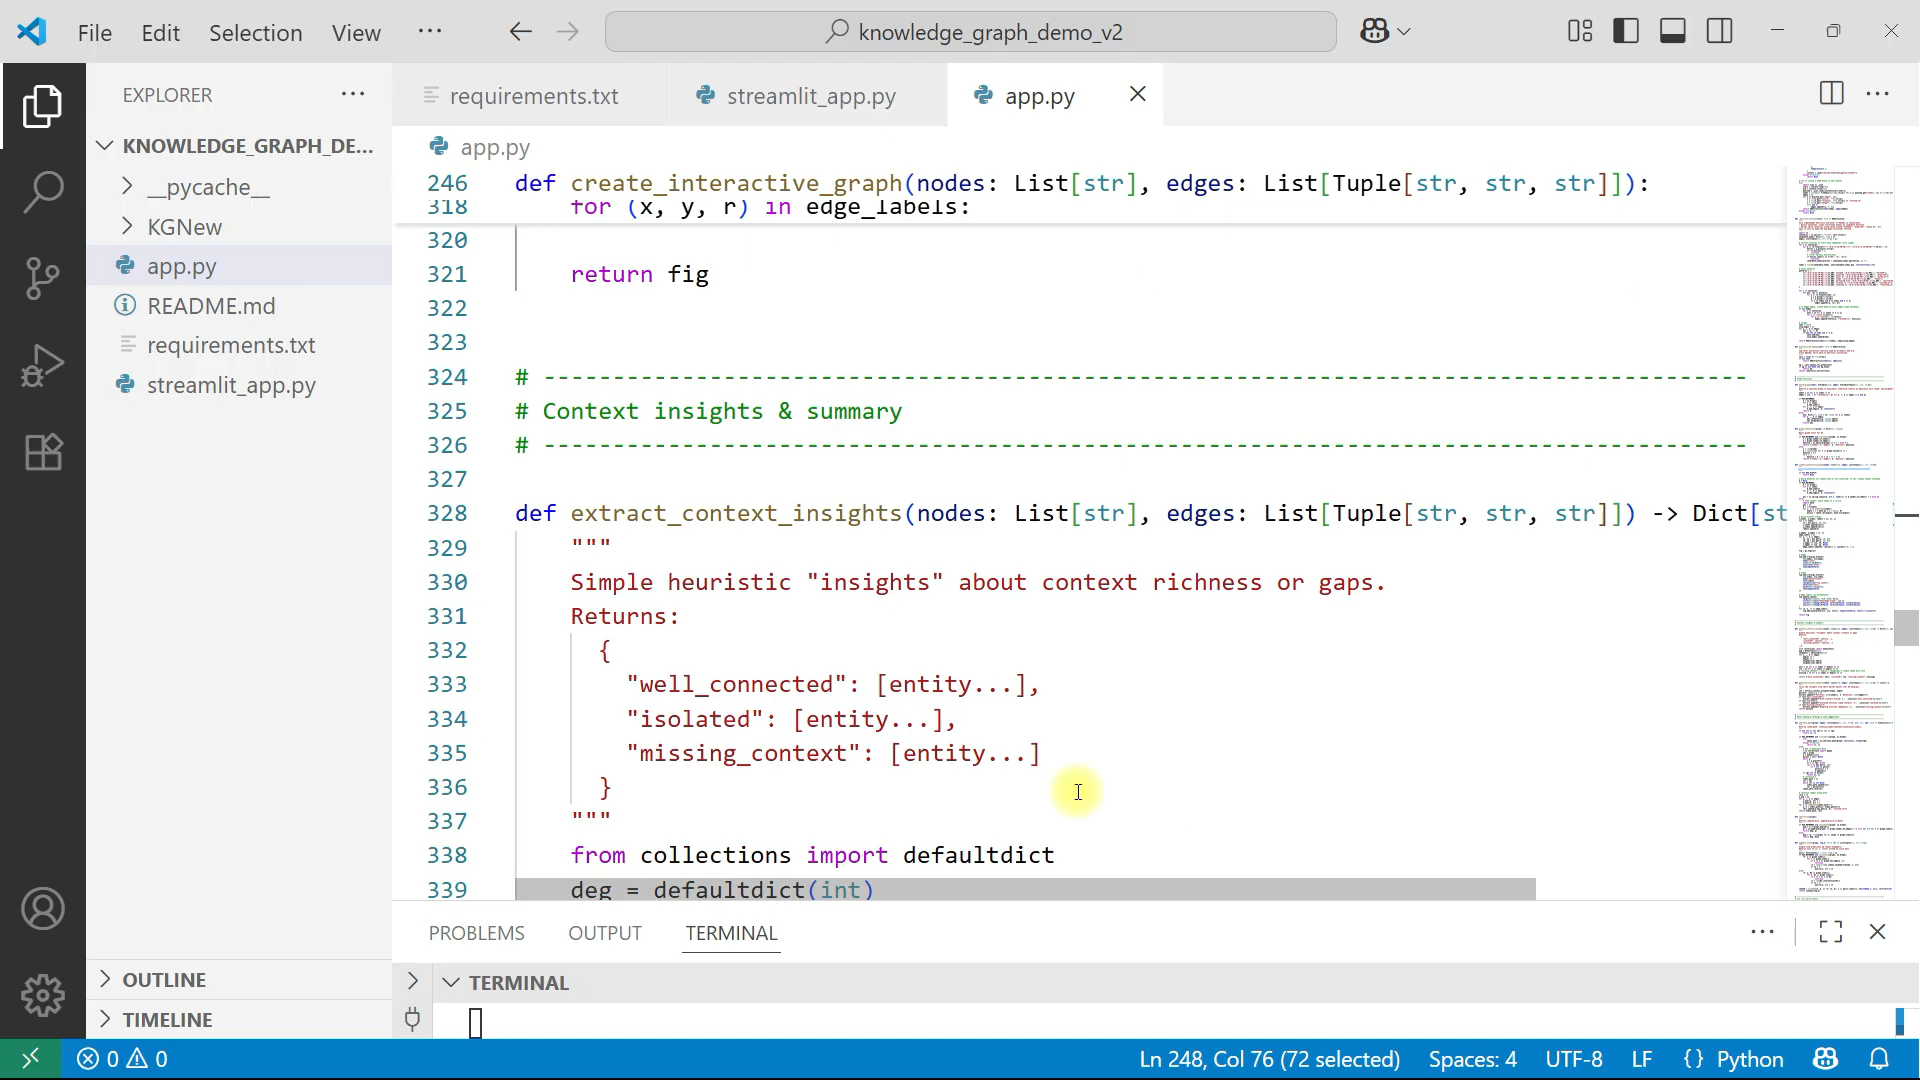 File Edit Selection View ··· knowledge_graph_demo_v2
EXPLORER ···
requirements.txt streamlit_app.py app.py
KNOWLEDGE_GRAPH_DE...
__pycache__
KGNew
app.py
README.md
requirements.txt
streamlit_app.py
OUTLINE
TIMELINE
app.py
246 def create_interactive_graph(nodes: List[str], edges: List[Tuple[str, str, str]]):
318 for (x, y, r) in edge_labels:
320
321 return fig
322
323
324 # ---------------------------------------------------------------------------------------
325 # Context insights & summary
326 # ---------------------------------------------------------------------------------------
327
328 def extract_context_insights(nodes: List[str], edges: List[Tuple[str, str, str]]) -> Dict[st
329 """
330 Simple heuristic "insights" about context richness or gaps.
331 Returns:
332 {
333 "well_connected": [entity...],
334 "isolated": [entity...],
335 "missing_context": [entity...]
336 }
337 """
338 from collections import defaultdict
339 deg = defaultdict(int)
PROBLEMS OUTPUT TERMINAL ···
TERMINAL
0 0 Ln 248, Col 76 (72 selected) Spaces: 4 UTF-8 LF {} Python